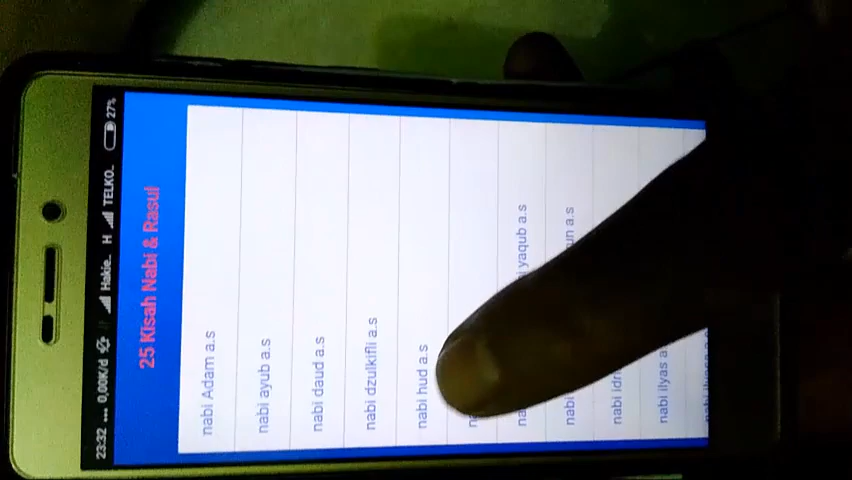 23:32 ... 0,00K/d Hakie.. H TELKO.. 27%
25 Kisah Nabi & Rasul
nabi Adam a.s
nabi ayub a.s
nabi daud a.s
nabi dzulkifli a.s
nabi hud a.s
yaqub a.s
a.s
nabi
nabi ilyas a.s